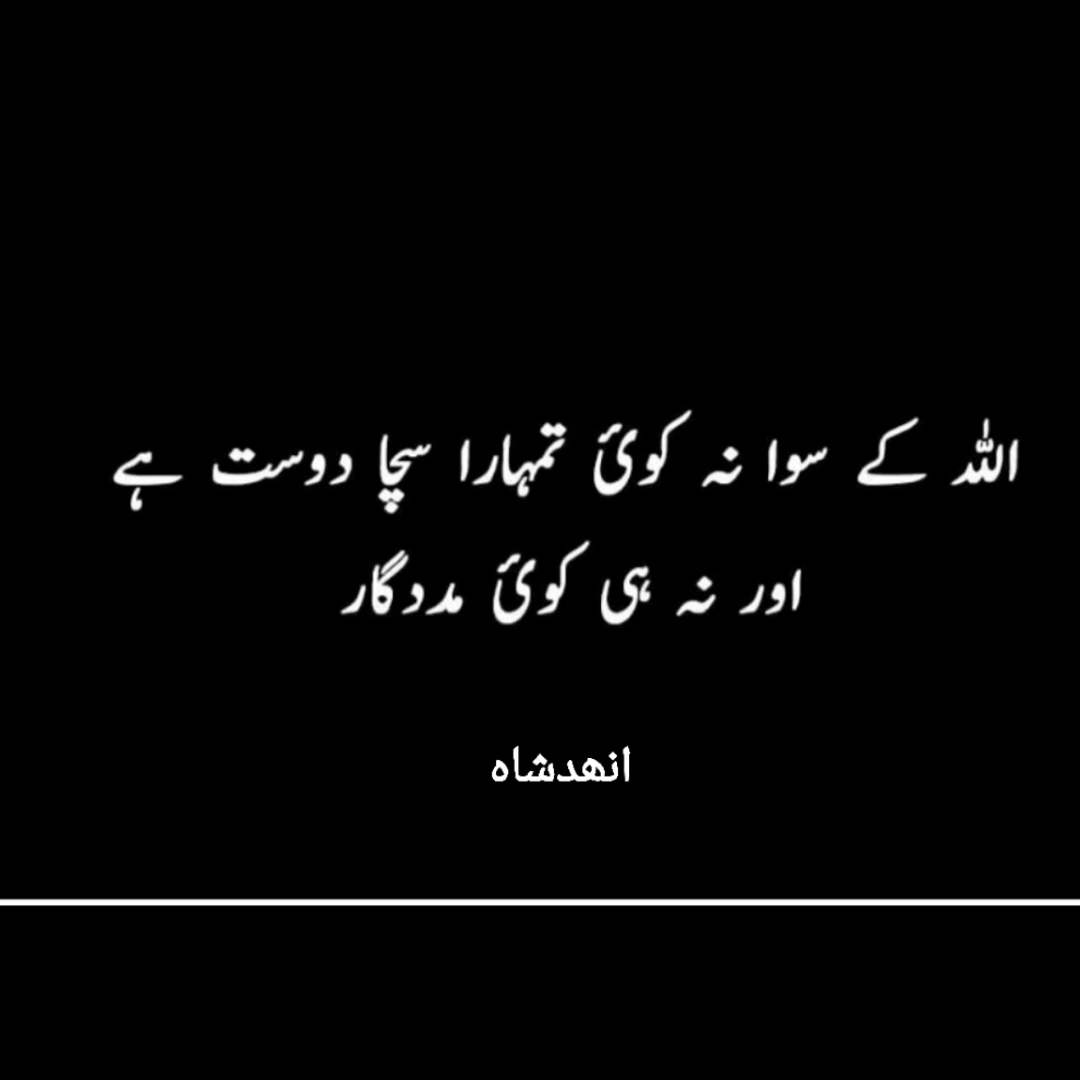 اللہ کے سوا نہ کوئ تمہارا سچا دوست ہے
اور نہ ہی کوئ مددگار
انھدشاہ